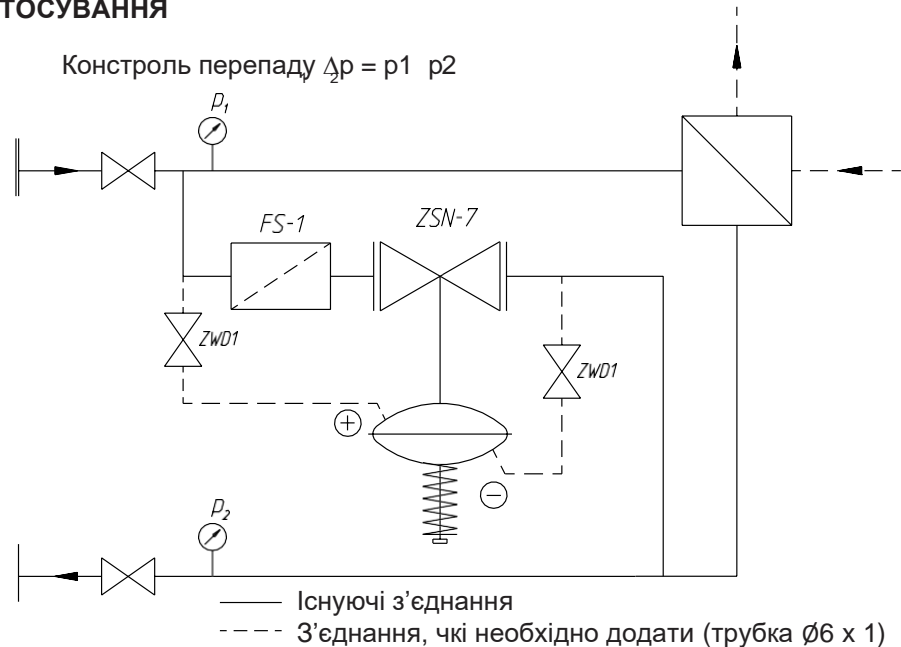 ТОСУВАННЯ
Констроль перепаду Δp = p1 p2
p₁
FS-1
ZSN-7
ZWD1
ZWD1
+
−
p₂
Існуючі з’єднання
З’єднання, чкі необхідно додати (трубка Ø6 x 1)